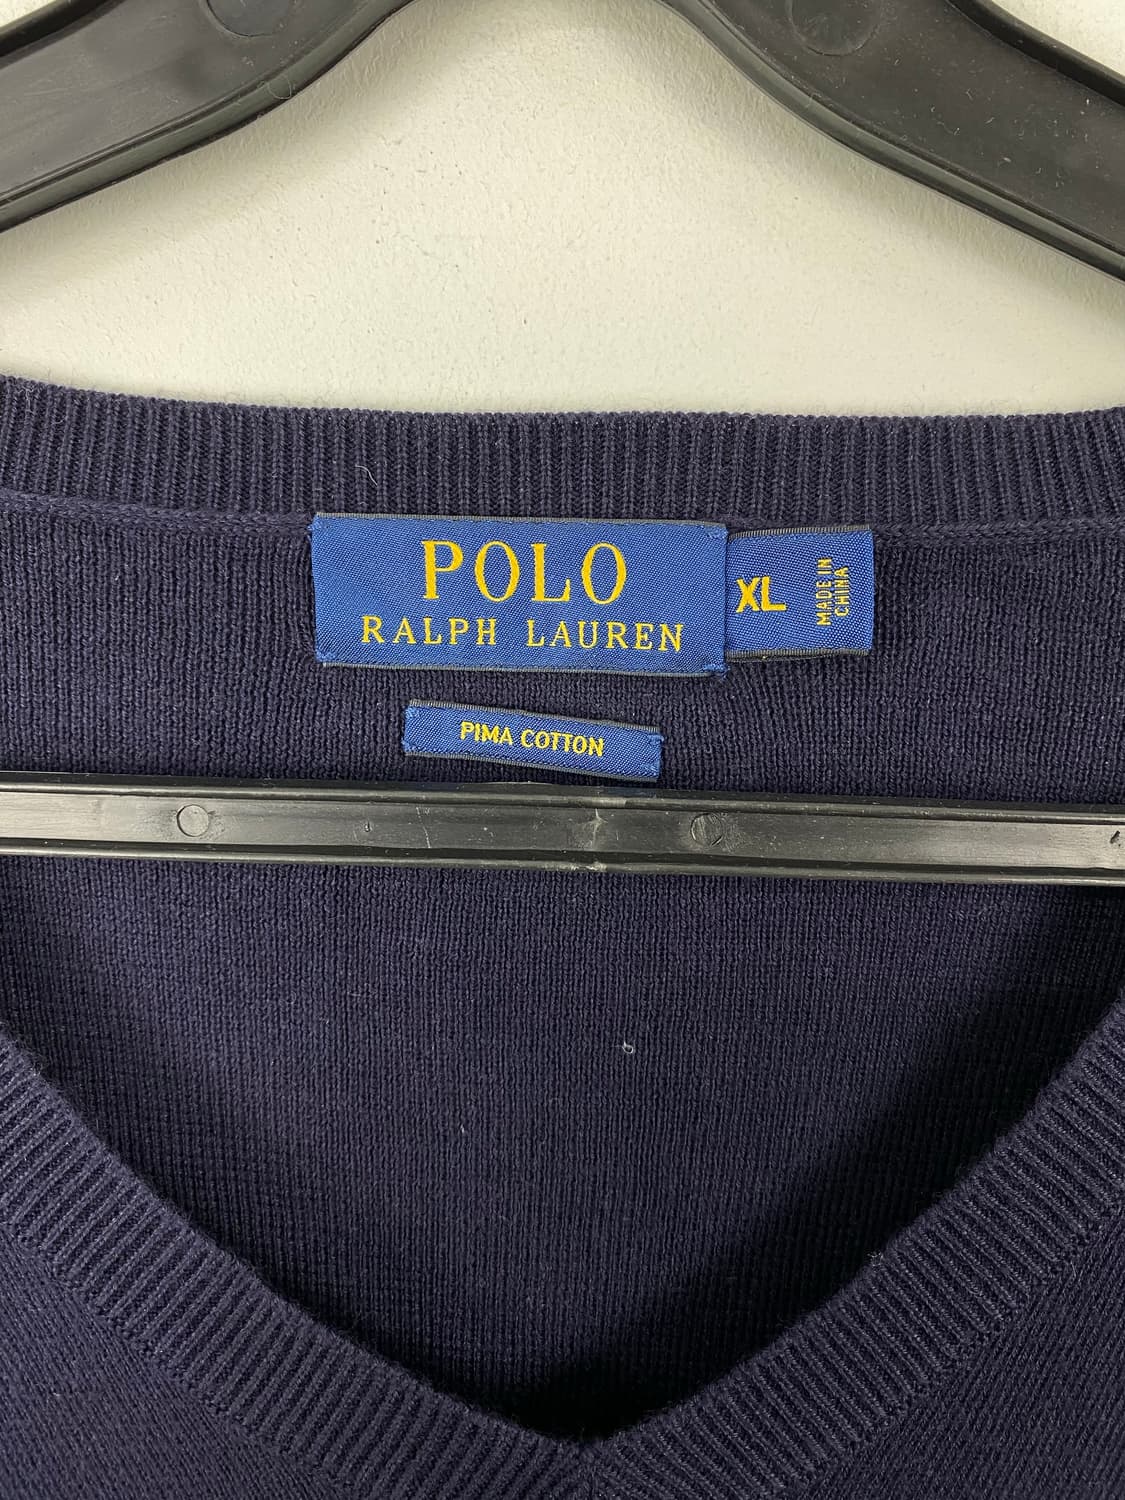 POLO
RALPH LAUREN
XL
MADE IN
CHINA
PIMA COTTON